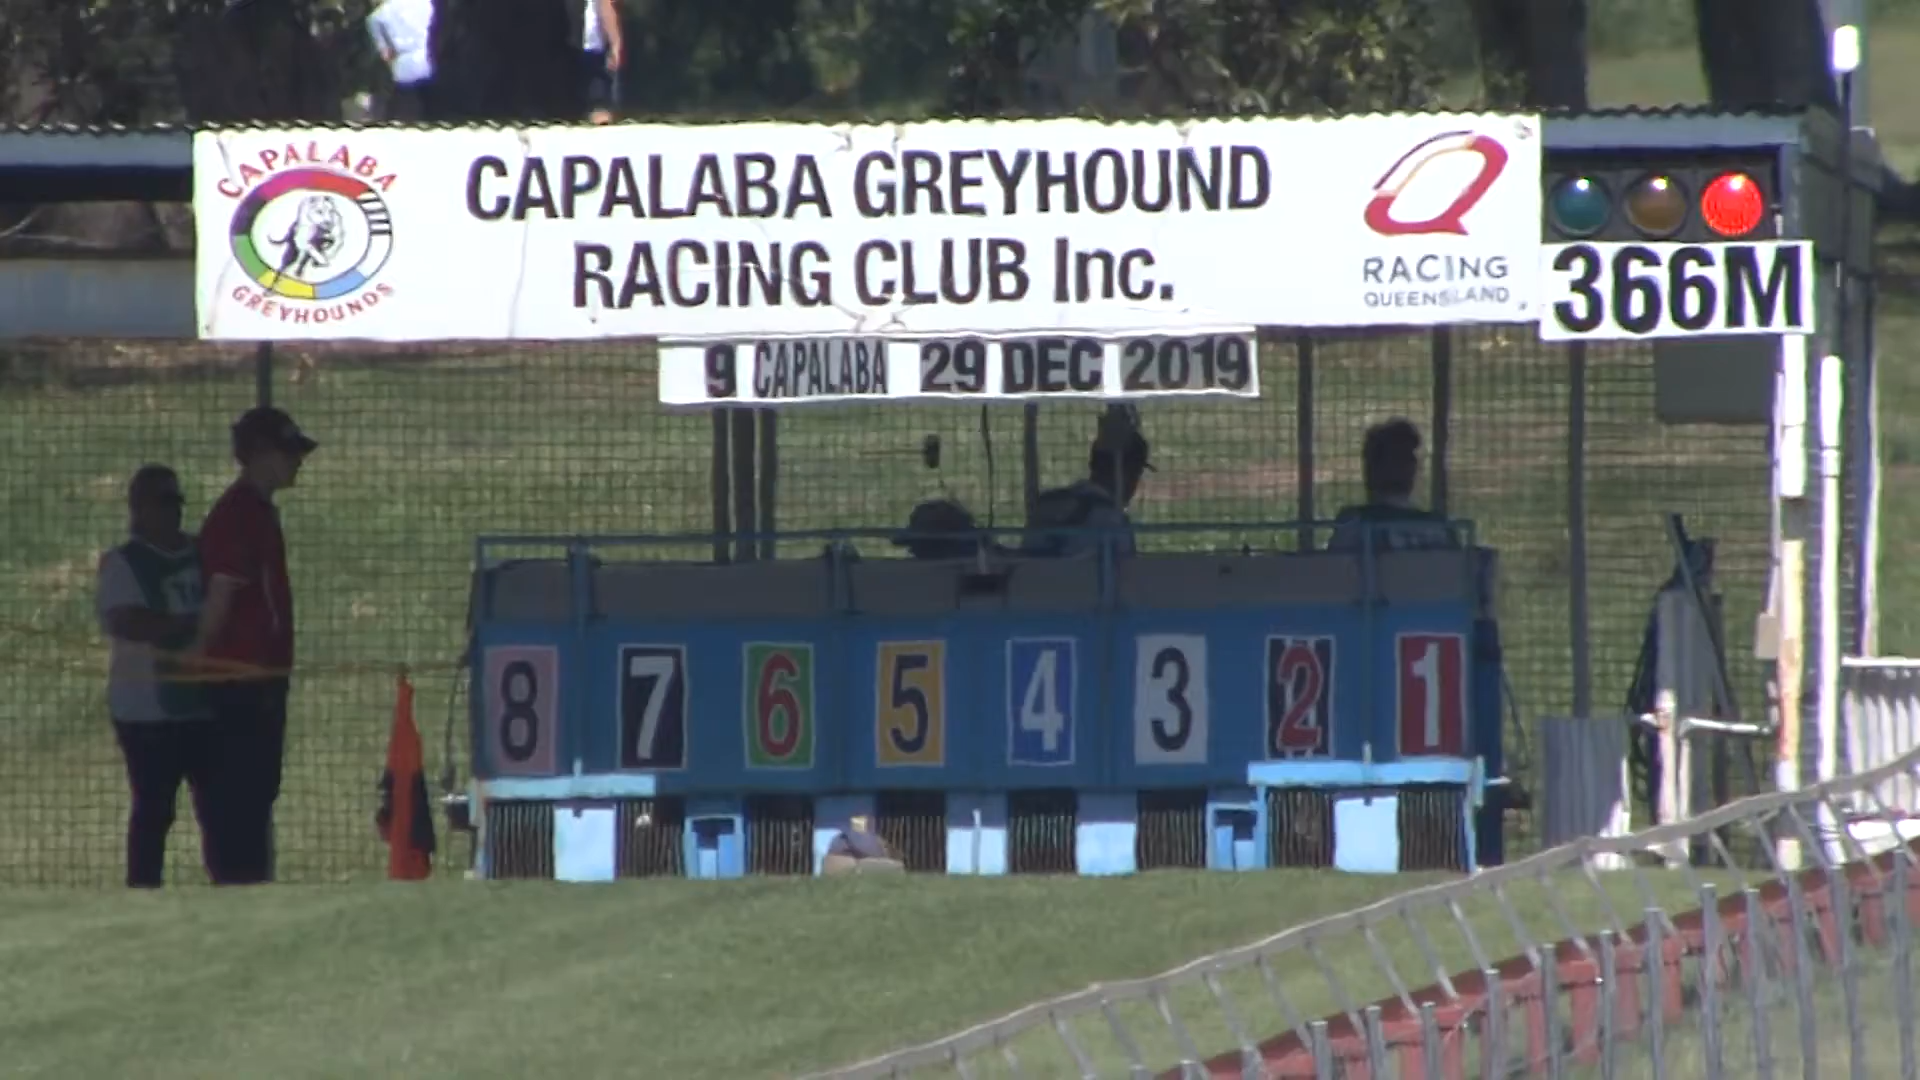 CAPALABA
GREYHOUNDS
CAPALABA GREYHOUND
RACING CLUB Inc.
RACING
QUEENSLAND
366M
9 CAPALABA 29 DEC 2019
8 7 6 5 4 3 2 1